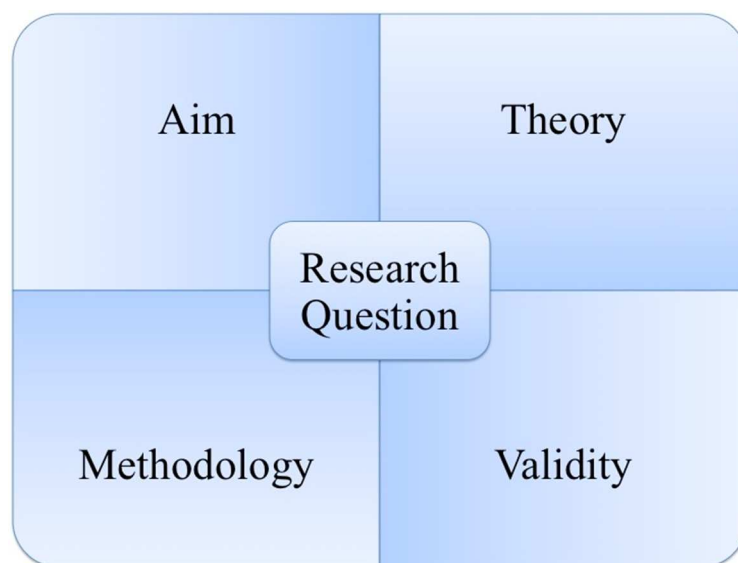 Aim
Theory
Research
Question
Methodology
Validity